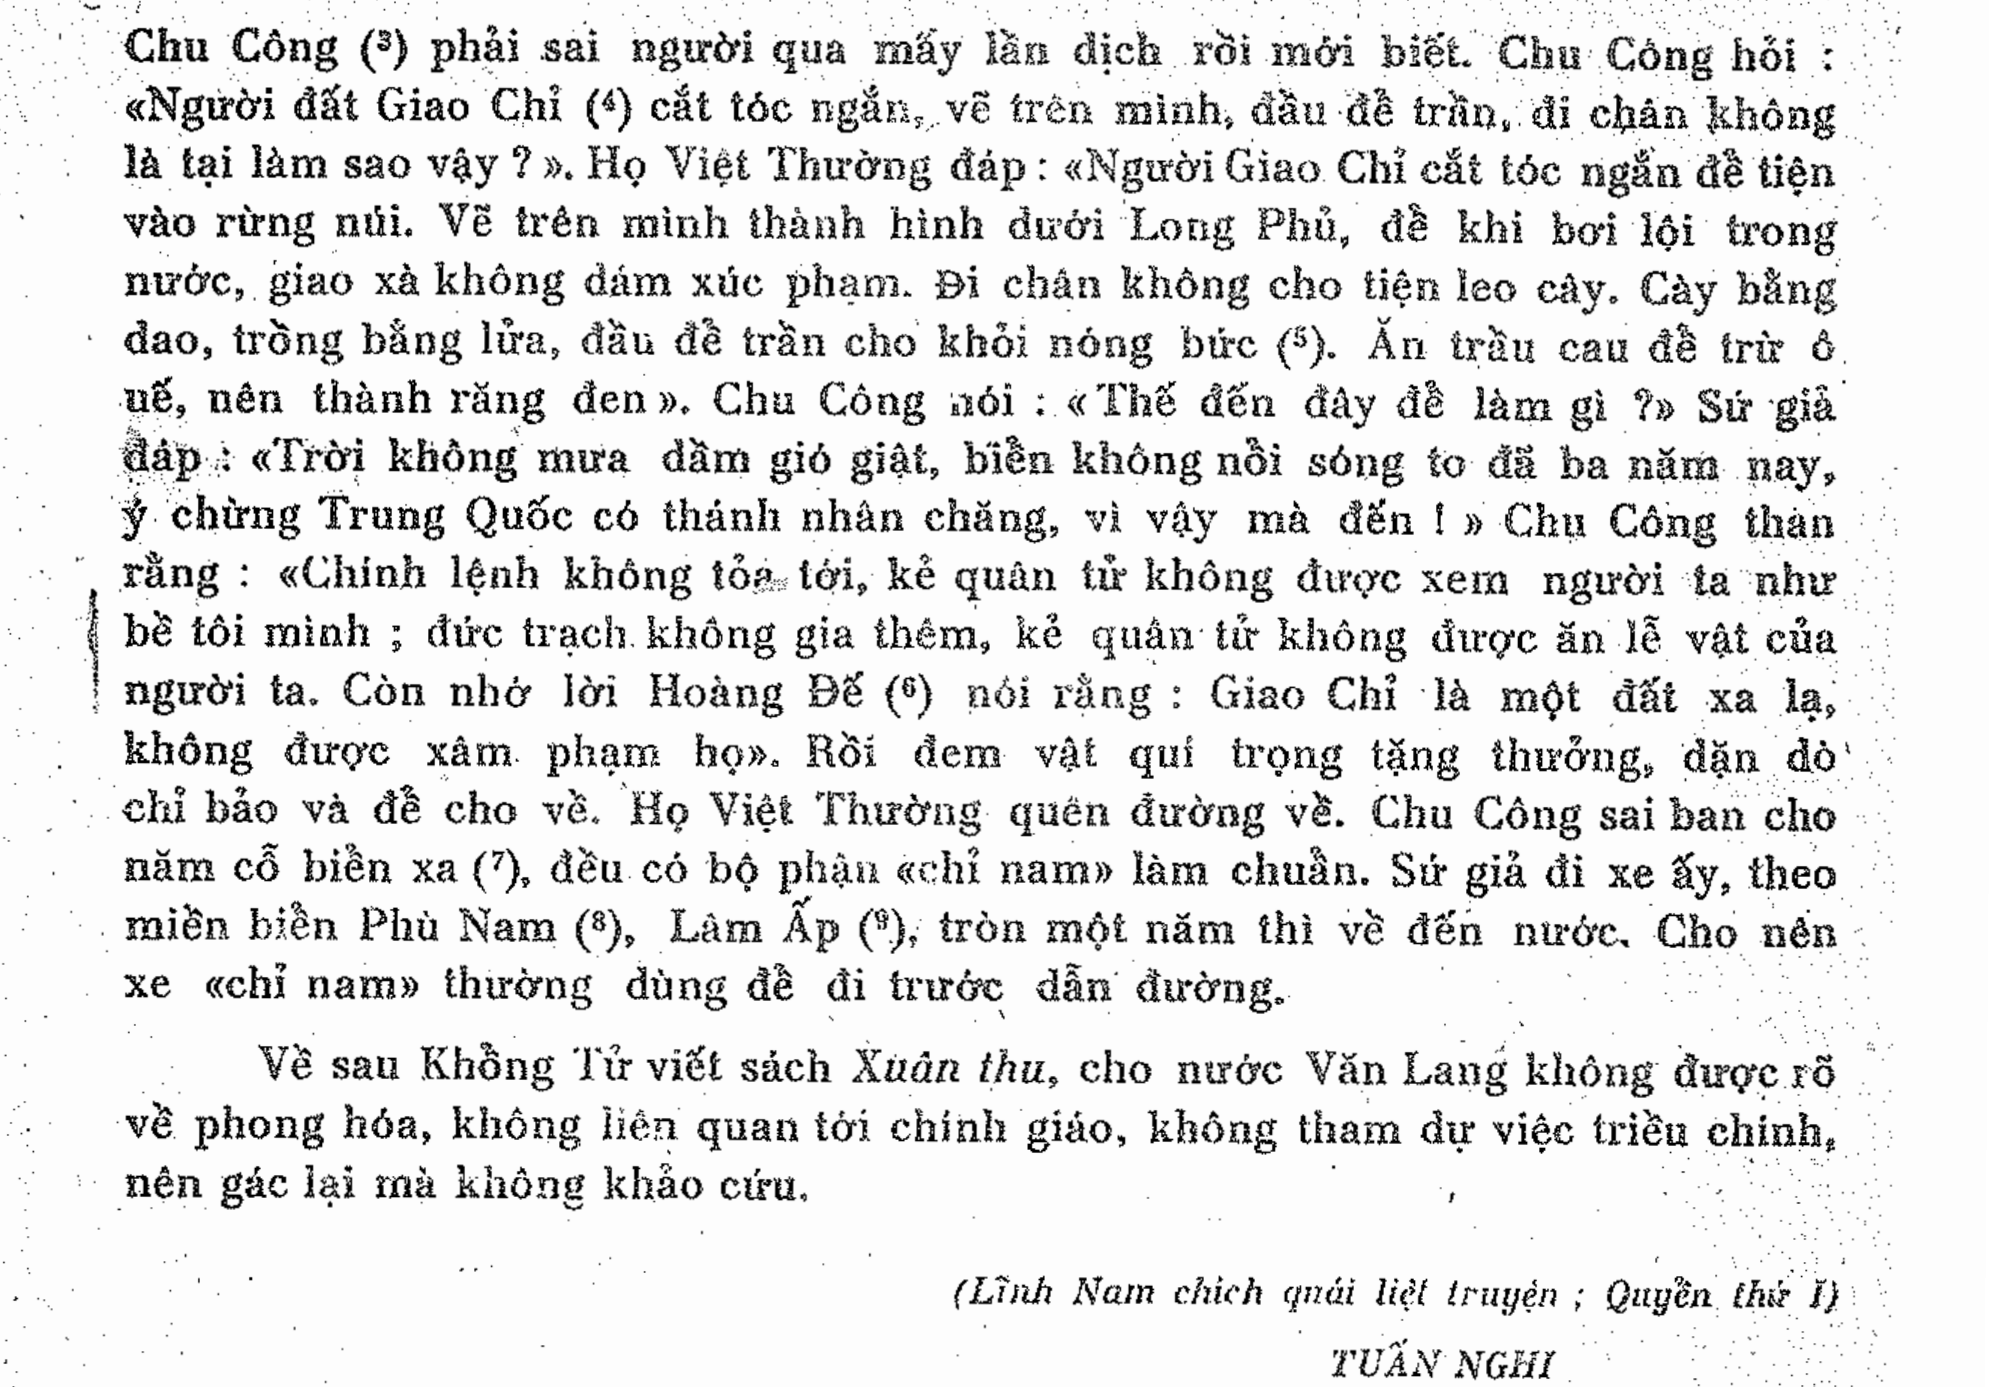 Chu Công (³) phải sai người qua mấy lần dịch rồi mới biết. Chu Công hỏi :
«Người đất Giao Chỉ (⁴) cắt tóc ngắn, vẽ trên mình, đầu để trần, đi chân không
là tại làm sao vậy ? ». Họ Việt Thường đáp : «Người Giao Chỉ cắt tóc ngắn để tiện
vào rừng núi. Vẽ trên mình thành hình dưới Long Phủ, để khi bơi lội trong
nước, giao xà không dám xúc phạm. Đi chân không cho tiện leo cây. Cày bằng
dao, trồng bằng lửa, đầu để trần cho khỏi nóng bức (⁵). Ăn trầu cau để trừ ô
uế, nên thành răng đen ». Chu Công nói : « Thế đến đây để làm gì ?» Sứ giả
đáp : «Trời không mưa dầm gió giật, biển không nổi sóng to đã ba năm nay,
ý chừng Trung Quốc có thánh nhân chăng, vì vậy mà đến ! » Chu Công than
rằng : «Chính lệnh không tỏa tới, kẻ quân tử không được xem người ta như
bề tôi mình ; đức trạch không gia thêm, kẻ quân tử không được ăn lễ vật của
người ta. Còn nhớ lời Hoàng Đế (⁶) nói rằng : Giao Chỉ là một đất xa lạ,
không được xâm phạm họ». Rồi đem vật quí trọng tặng thưởng, dặn dò
chỉ bảo và để cho về. Họ Việt Thường quên đường về. Chu Công sai ban cho
năm cỗ biển xa (⁷), đều có bộ phận «chỉ nam» làm chuẩn. Sứ giả đi xe ấy, theo
miền biển Phù Nam (⁸), Lâm Ấp (⁹), tròn một năm thì về đến nước. Cho nên
xe «chỉ nam» thường dùng để đi trước dẫn đường.
Về sau Khổng Tử viết sách Xuân thu, cho nước Văn Lang không được rõ
về phong hóa, không liên quan tới chính giáo, không tham dự việc triều chính,
nên gác lại mà không khảo cứu.
(Lĩnh Nam chích quái liệt truyện ; Quyển thứ I)
TUẤN NGHI